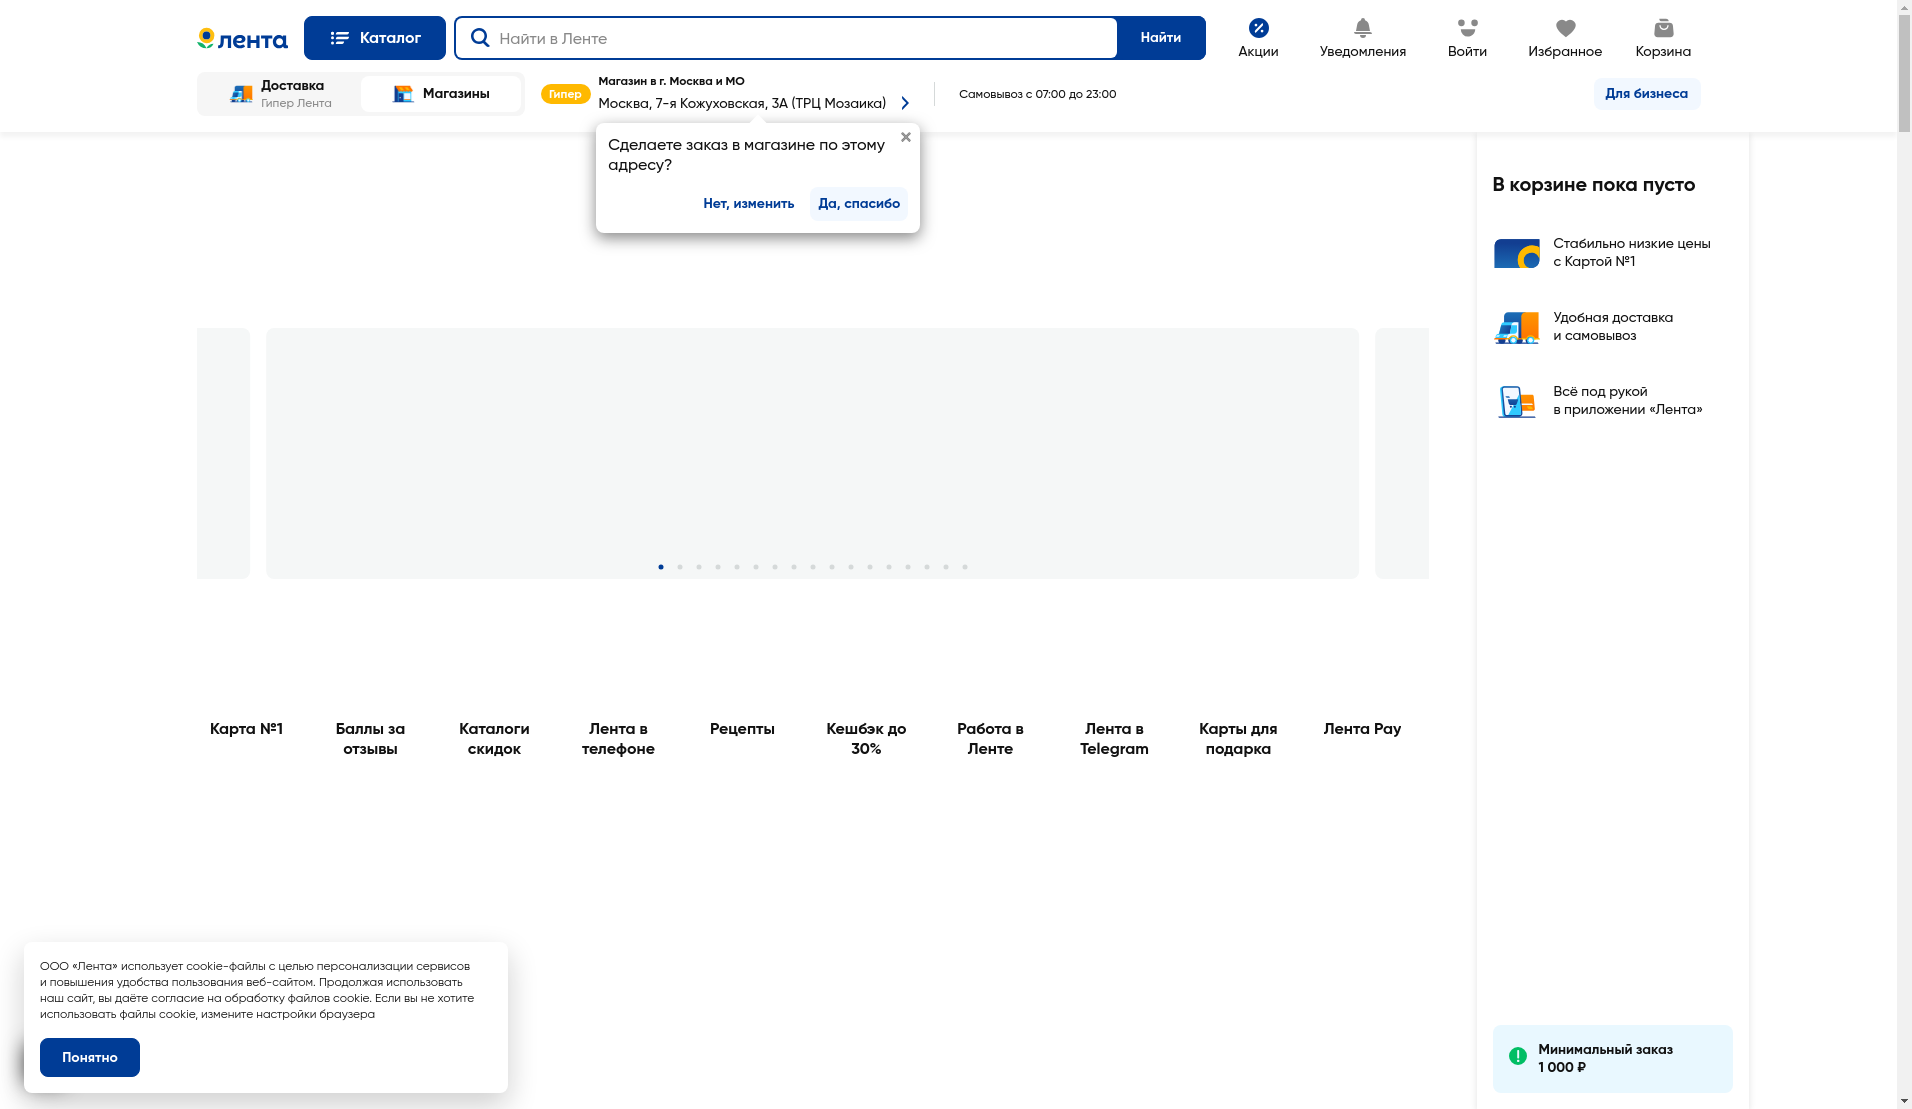 лента
Каталог
Найти в Ленте
Найти
Акции
Уведомления
Войти
Избранное
Корзина
Доставка
Гипер Лента
Магазины
Гипер
Магазин в г. Москва и МО
Москва, 7-я Кожуховская, 3А (ТРЦ Мозаика)
Самовывоз с 07:00 до 23:00
Для бизнеса
Сделаете заказ в магазине по этому
адресу?
Нет, изменить
Да, спасибо
В корзине пока пусто
Стабильно низкие цены
с Картой №1
Удобная доставка
и самовывоз
Всё под рукой
в приложении «Лента»
Карта №1
Баллы за
отзывы
Каталоги
скидок
Лента в
телефоне
Рецепты
Кешбэк до
30%
Работа в
Ленте
Лента в
Telegram
Карты для
подарка
Лента Pay
ООО «Лента» использует cookie-файлы с целью персонализации сервисов
и повышения удобства пользования веб-сайтом. Продолжая использовать
наш сайт, вы даёте согласие на обработку файлов cookie. Если вы не хотите
использовать файлы cookie, измените настройки браузера
Понятно
Минимальный заказ
1 000 ₽